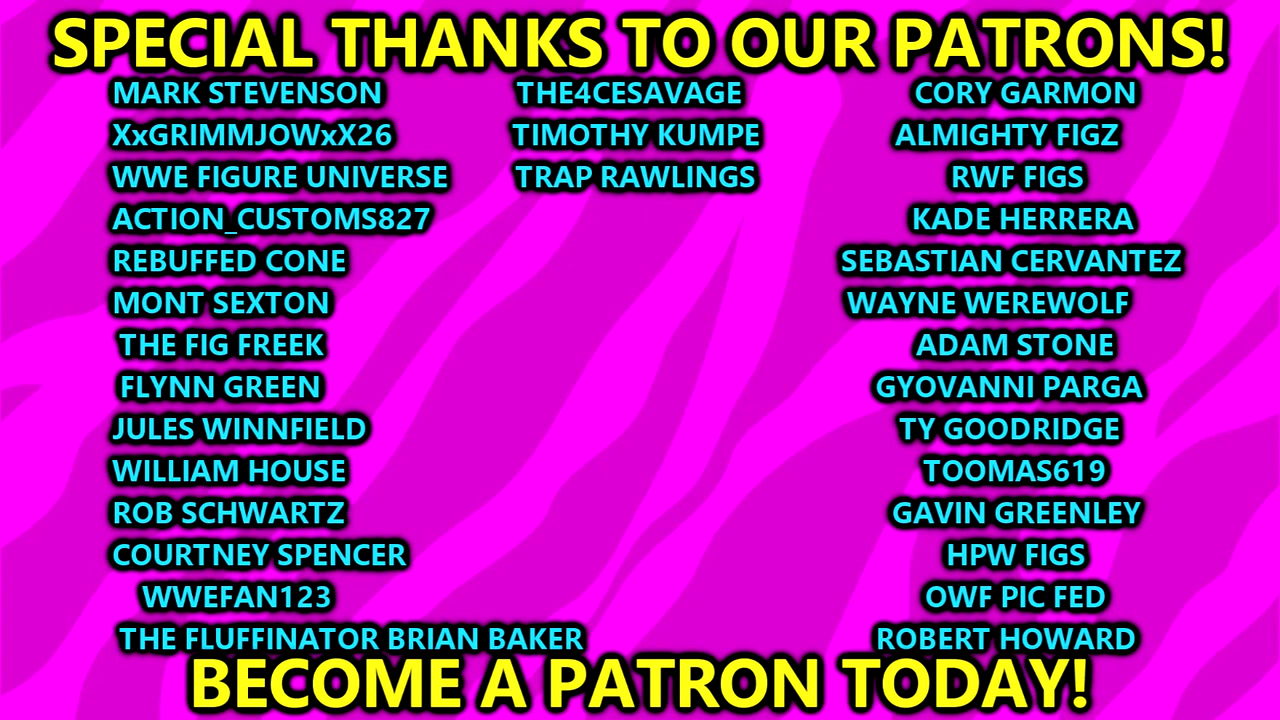 SPECIAL THANKS TO OUR PATRONS!
MARK STEVENSON
XxGRIMMJOWxX26
WWE FIGURE UNIVERSE
ACTION_CUSTOMS827
REBUFFED CONE
MONT SEXTON
THE FIG FREEK
FLYNN GREEN
JULES WINNFIELD
WILLIAM HOUSE
ROB SCHWARTZ
COURTNEY SPENCER
WWEFAN123
THE FLUFFINATOR BRIAN BAKER
THE4CESAVAGE
TIMOTHY KUMPE
TRAP RAWLINGS
CORY GARMON
ALMIGHTY FIGZ
RWF FIGS
KADE HERRERA
SEBASTIAN CERVANTEZ
WAYNE WEREWOLF
ADAM STONE
GYOVANNI PARGA
TY GOODRIDGE
TOOMAS619
GAVIN GREENLEY
HPW FIGS
OWF PIC FED
ROBERT HOWARD
BECOME A PATRON TODAY!